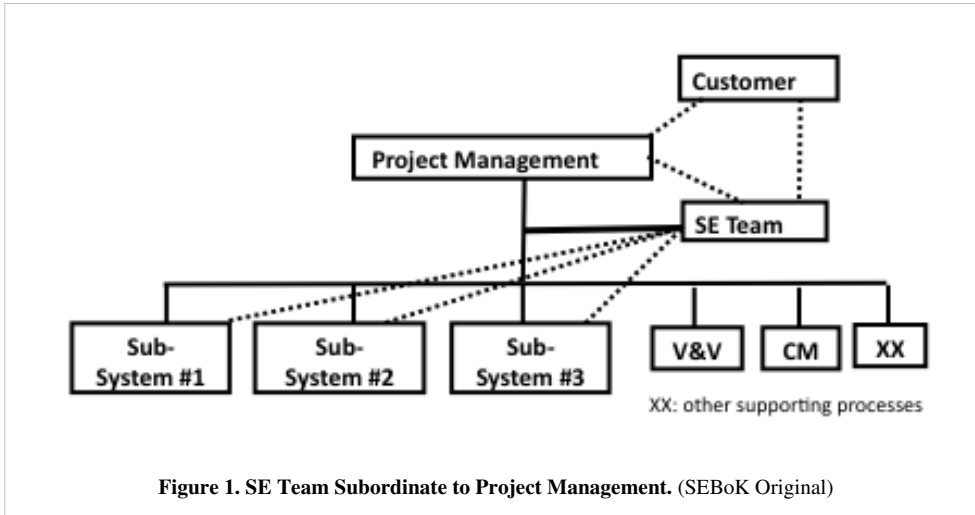 Customer
Project Management
SE Team
Sub-
System #1
Sub-
System #2
Sub-
System #3
V&V
CM
XX
XX: other supporting processes
Figure 1. SE Team Subordinate to Project Management. (SEBoK Original)